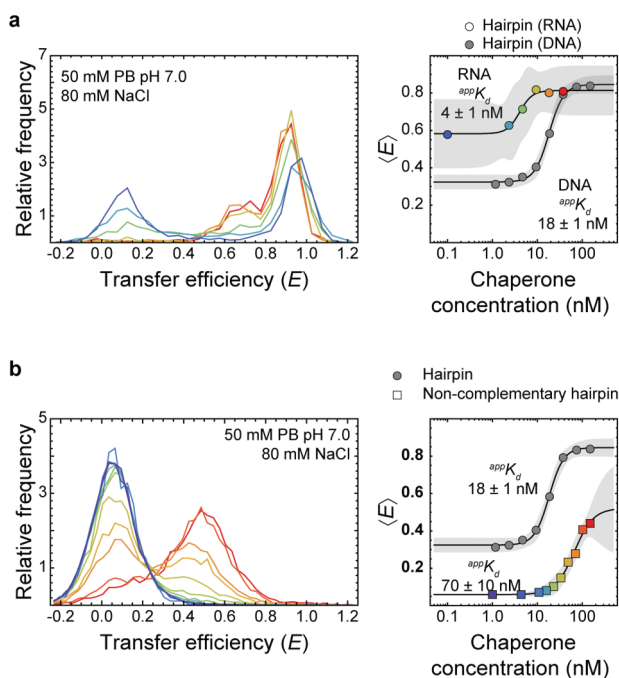 a
50 mM PB pH 7.0
80 mM NaCl
Relative frequency
7
5
3
1
-0.2 0.0 0.2 0.4 0.6 0.8 1.0 1.2
Transfer efficiency (E)
Hairpin (RNA)
Hairpin (DNA)
⟨E⟩
0.8
0.6
0.4
0.2
RNA
appKd
4 ± 1 nM
DNA
appKd
18 ± 1 nM
0.1 1.0 10. 100
Chaperone
concentration (nM)
b
50 mM PB pH 7.0
80 mM NaCl
Relative frequency
5
3
1
-0.2 0.0 0.2 0.4 0.6 0.8 1.0 1.2
Transfer efficiency (E)
Hairpin
Non-complementary hairpin
⟨E⟩
0.8
0.6
0.4
0.2
appKd
18 ± 1 nM
appKd
70 ± 10 nM
0.1 1.0 10. 100
Chaperone
concentration (nM)